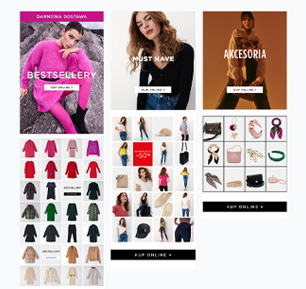 DARMOWA DOSTAWA
BESTSELLERY
KUP ONLINE >
MUST HAVE
KUP ONLINE >
-50%
KUP ONLINE >
AKCESORIA
KUP ONLINE >
KUP ONLINE >